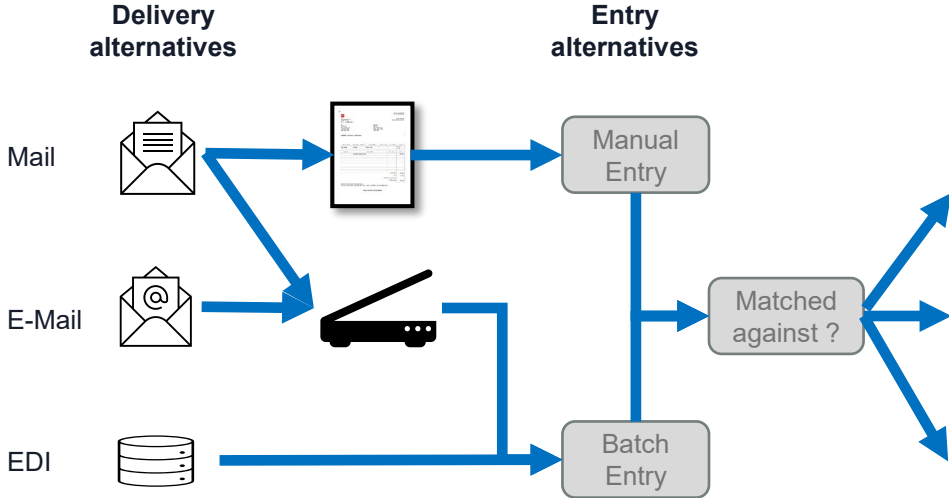 Delivery
alternatives
Entry
alternatives
Mail
Manual
Entry
@
E-Mail
Matched
against ?
EDI
Batch
Entry